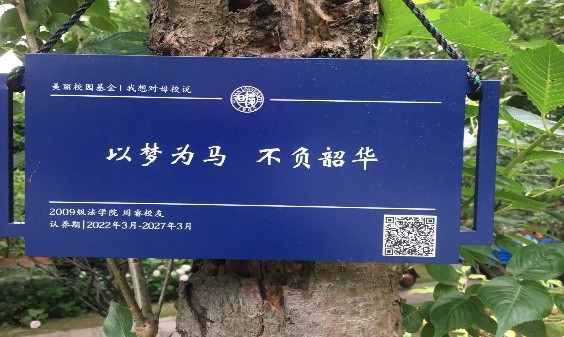 美丽校园基金|我想对母校说
以梦为马 不负韶华
2009级法学院 周睿校友
认养期|2022年3月-2027年3月